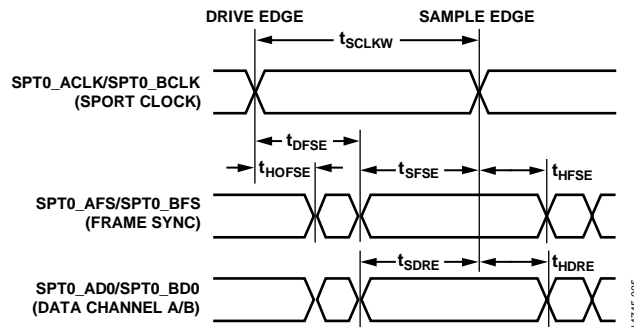 DRIVE EDGE
SAMPLE EDGE
tSCLKW
SPT0_ACLK/SPT0_BCLK
(SPORT CLOCK)
tDFSE
tHOFSE
tSFSE
tHFSE
SPT0_AFS/SPT0_BFS
(FRAME SYNC)
tSDRE
tHDRE
SPT0_AD0/SPT0_BD0
(DATA CHANNEL A/B)